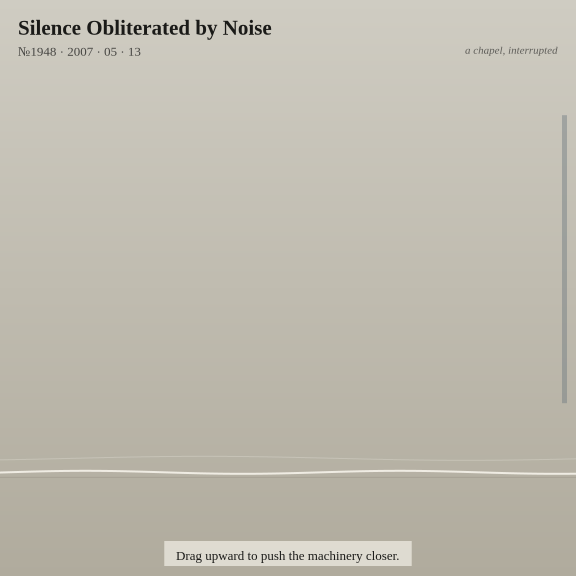 Silence Obliterated by Noise
№1948 · 2007 · 05 · 13
a chapel, interrupted
Drag upward to push the machinery closer.